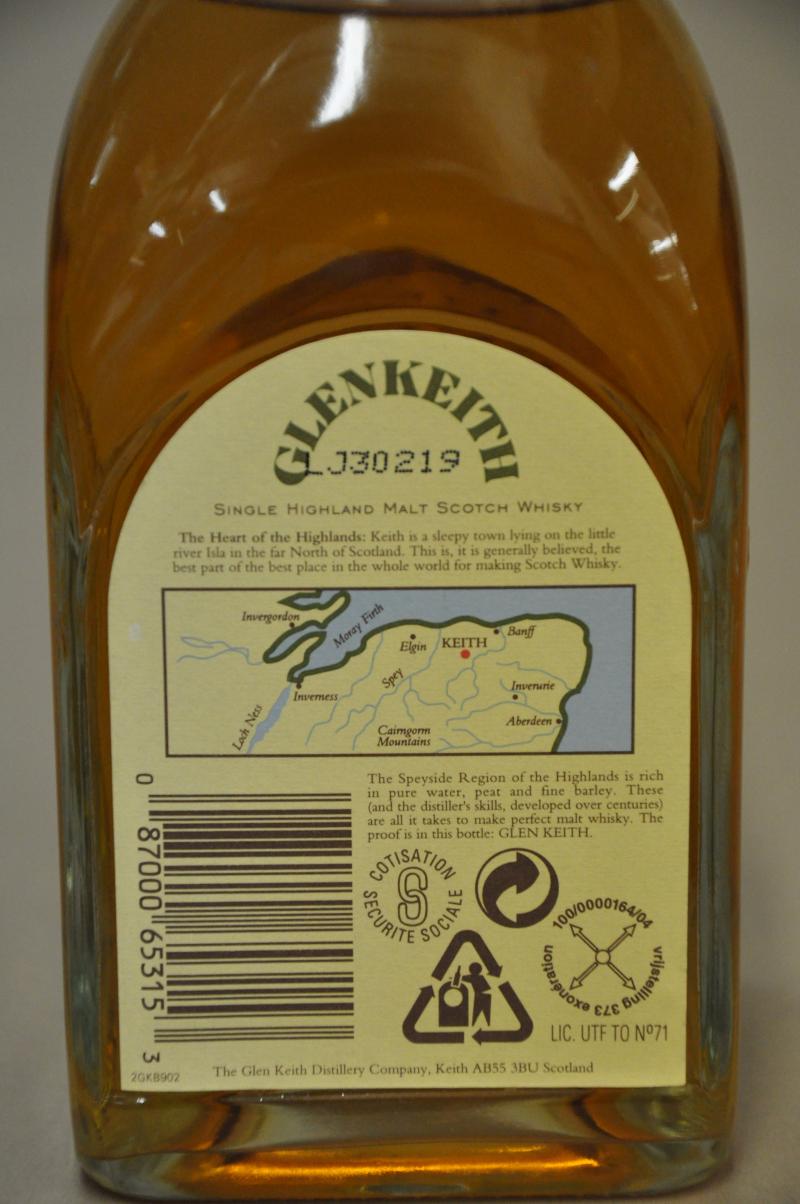 GLENKEITH
LJ30219
SINGLE HIGHLAND MALT SCOTCH WHISKY
The Heart of the Highlands: Keith is a sleepy town lying on the little
river Isla in the far North of Scotland. This is, it is generally believed, the
best part of the best place in the whole world for making Scotch Whisky.
Invergordon
Moray Firth
Elgin
KEITH
Banff
Spey
Inverness
Inverurie
Loch Ness
Aberdeen
Cairngorm
Mountains
The Speyside Region of the Highlands is rich
in pure water, peat and fine barley. These
(and the distiller's skills, developed over centuries)
are all it takes to make perfect malt whisky. The
proof is in this bottle: GLEN KEITH.
0 87000 65315 3
COTISATION
SECURITE SOCIALE
100/0000164/04
vrijstelling 373 exonération
LIC. UTF TO Nº71
2GKB902
The Glen Keith Distillery Company, Keith AB55 3BU Scotland